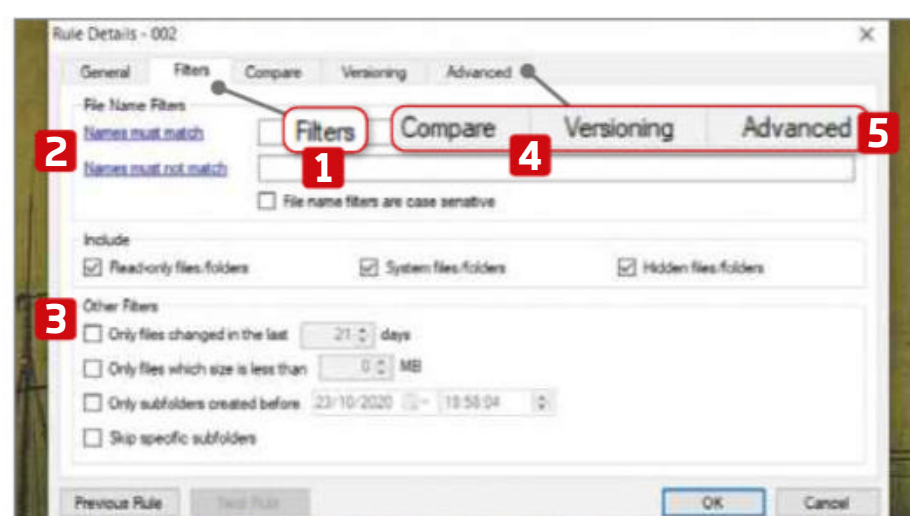 Rule Details - 002
General Filters Compare Versioning Advanced
File Name Filters
Names must match
Filters Compare Versioning Advanced
1 2 4 5
Names must not match
File name filters are case sensitive
Include
Read-only files/folders System files/folders Hidden files/folders
3
Other Filters
Only files changed in the last 21 days
Only files which size is less than 0 MB
Only subfolders created before 23/10/2020 18:58:04
Skip specific subfolders
Previous Rule Next Rule OK Cancel